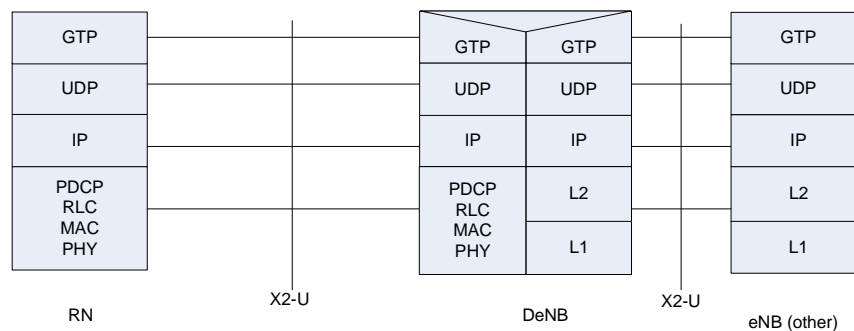 GTP
GTP
GTP
GTP
UDP
UDP
UDP
UDP
IP
IP
IP
IP
PDCP
RLC
MAC
PHY
PDCP
RLC
MAC
PHY
L2
L2
L1
L1
X2-U
X2-U
RN
DeNB
eNB (other)